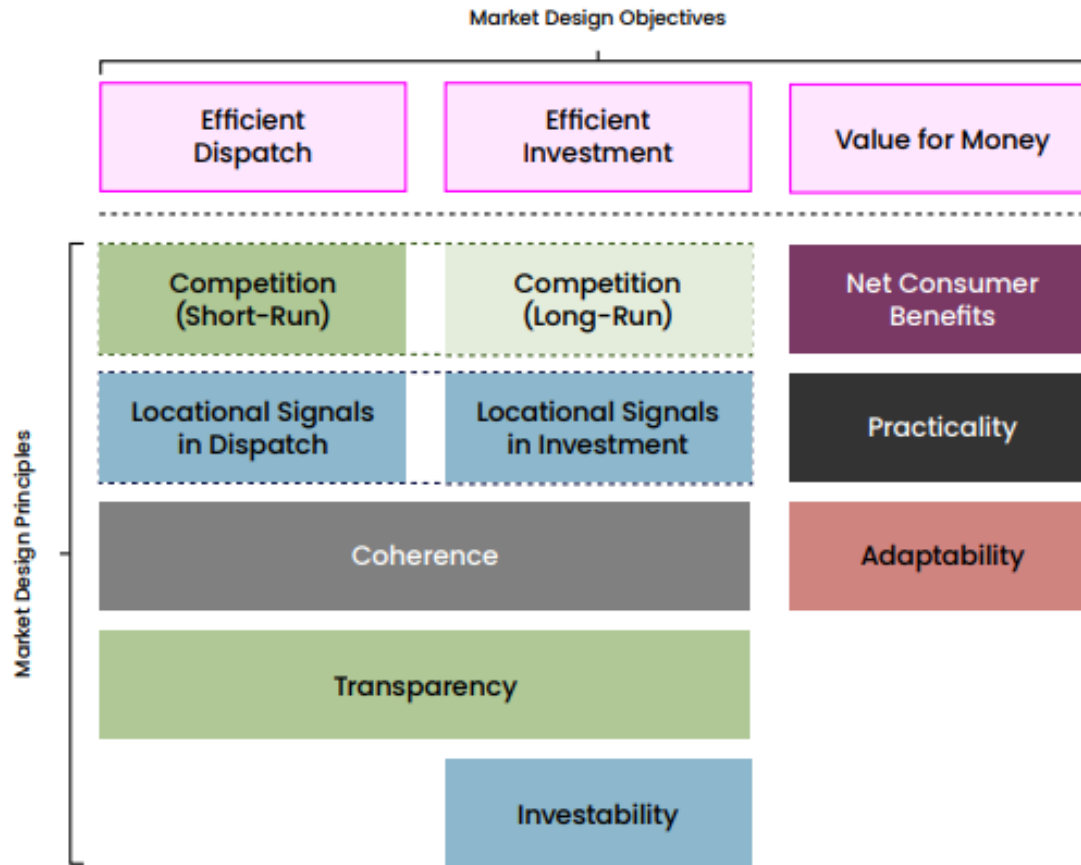 Market Design Objectives
Efficient
Dispatch
Efficient
Investment
Value for Money
Market Design Principles
Competition
(Short-Run)
Competition
(Long-Run)
Net Consumer
Benefits
Locational Signals
in Dispatch
Locational Signals
in Investment
Practicality
Coherence
Adaptability
Transparency
Investability